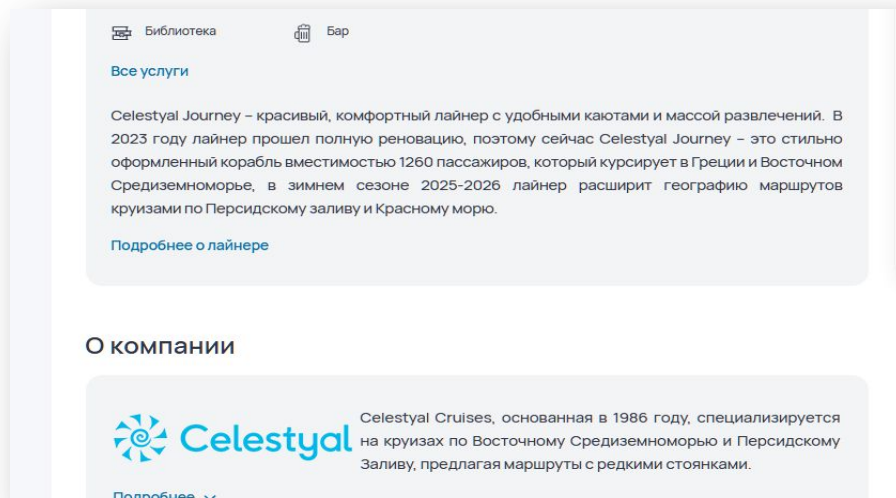 Библиотека Бар
Все услуги
Celestyal Journey – красивый, комфортный лайнер с удобными каютами и массой развлечений. В
2023 году лайнер прошел полную реновацию, поэтому сейчас Celestyal Journey – это стильно
оформленный корабль вместимостью 1260 пассажиров, который курсирует в Греции и Восточном
Средиземноморье, в зимнем сезоне 2025-2026 лайнер расширит географию маршрутов
круизами по Персидскому заливу и Красному морю.
Подробнее о лайнере
О компании
Celestyal
Celestyal Cruises, основанная в 1986 году, специализируется
на круизах по Восточному Средиземноморью и Персидскому
Заливу, предлагая маршруты с редкими стоянками.
Подробнее